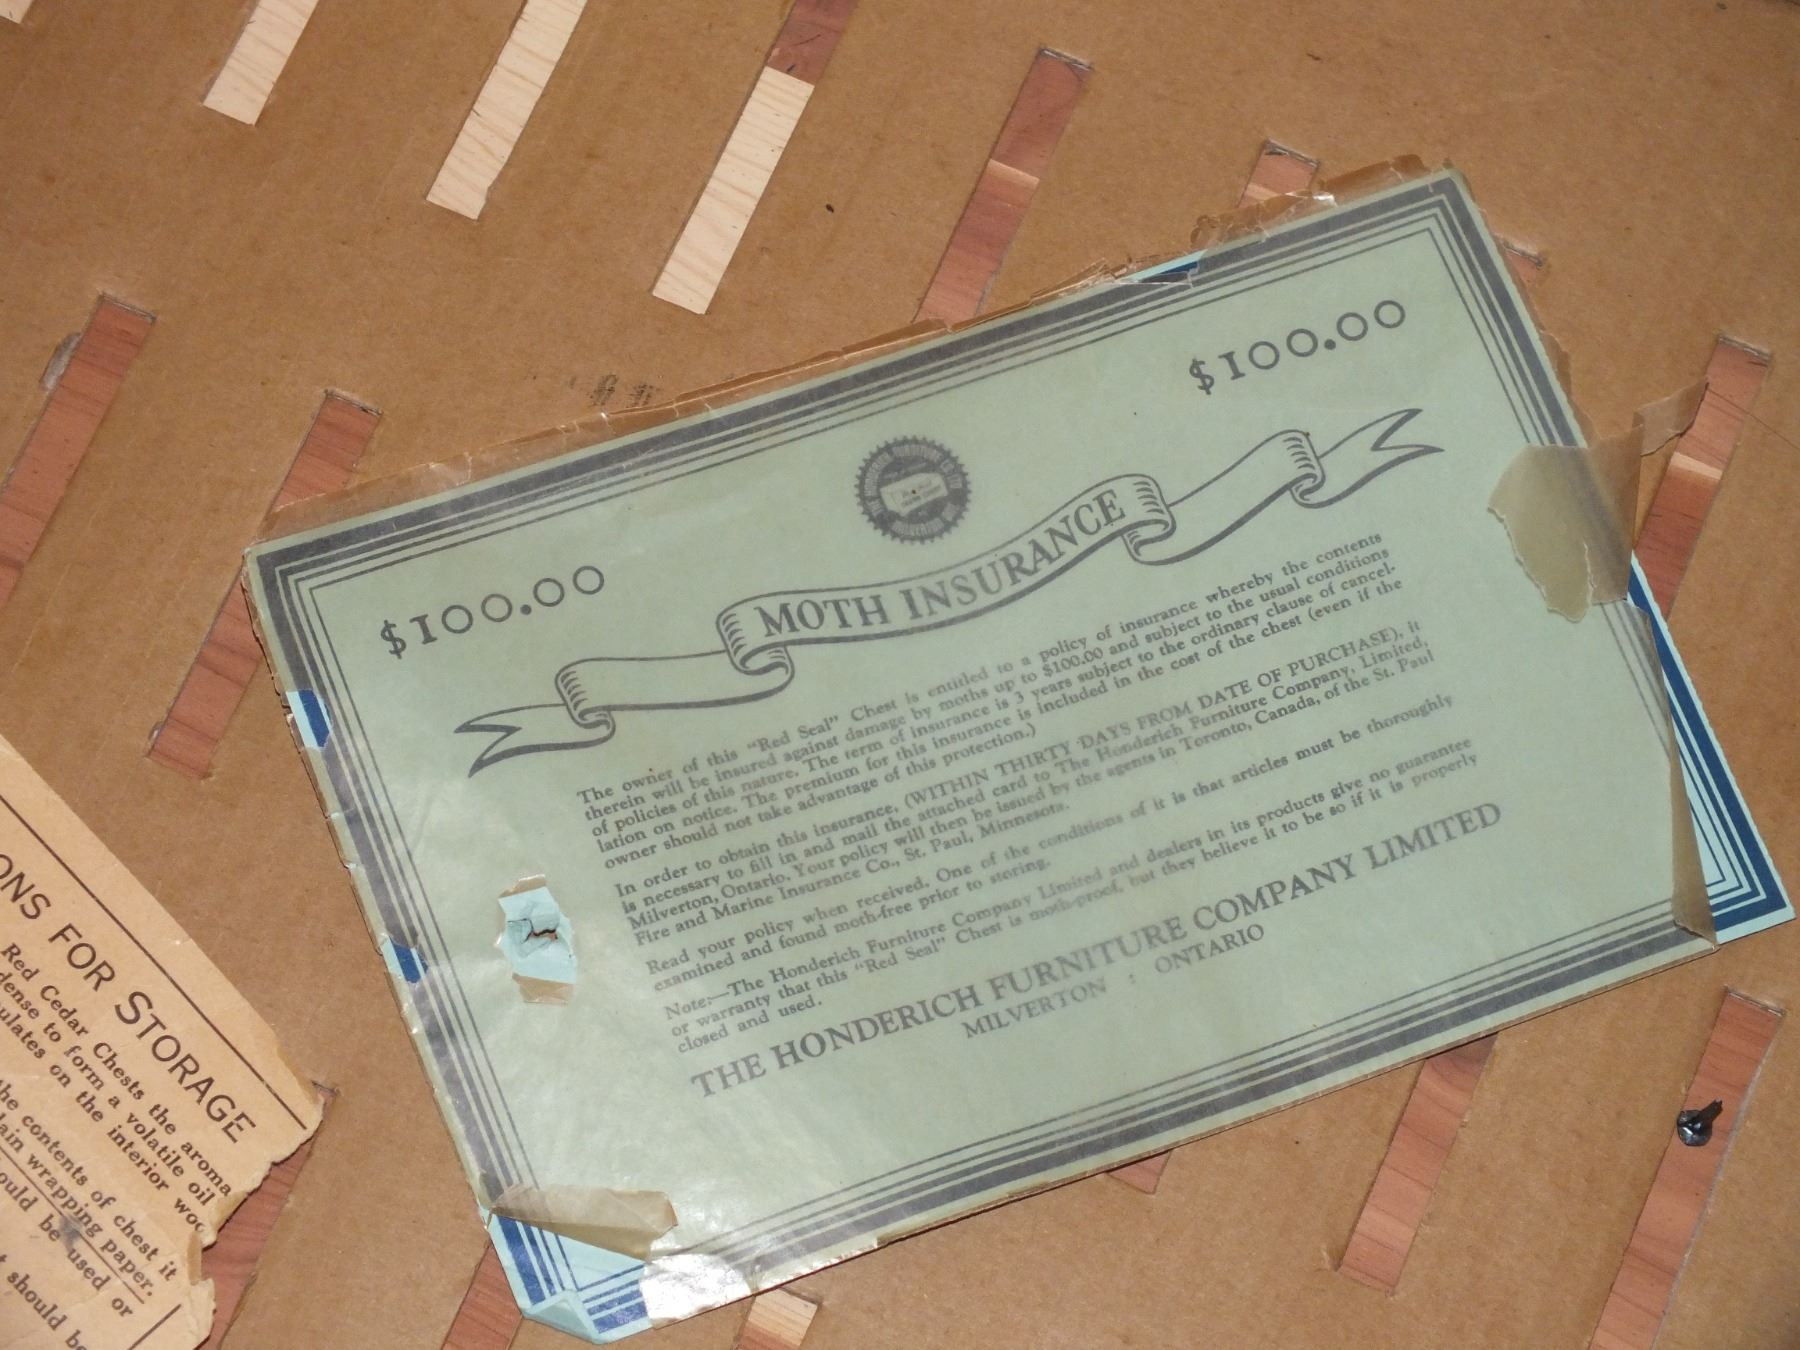 $100.00
$100.00
MOTH INSURANCE
The owner of this "Red Seal" Chest is entitled to a policy of insurance whereby the contents
therein will be insured against damage by moths up to $100.00 and subject to the usual conditions
of policies of this nature. The term of insurance is 3 years subject to the ordinary clause of cancel-
lation on notice. The premium for this insurance is included in the cost of the chest (even if the
owner should not take advantage of this protection.)
In order to obtain this insurance, (WITHIN THIRTY DAYS FROM DATE OF PURCHASE), it
is necessary to fill in and mail the attached card to The Honderich Furniture Company, Limited,
Milverton, Ontario. Your policy will then be issued by the agents in Toronto, Canada, of the St. Paul
Fire and Marine Insurance Co., St. Paul, Minnesota.
Read your policy when received. One of the conditions of it is that articles must be thoroughly
examined and found moth-free prior to storing.
Note:—The Honderich Furniture Company Limited and dealers in its products give no guarantee
or warranty that this "Red Seal" Chest is moth-proof, but they believe it to be so if it is properly
closed and used.
THE HONDERICH FURNITURE COMPANY LIMITED
MILVERTON : ONTARIO
ONS FOR STORAGE
Red Cedar Chests the aroma
dense to form a volatile oil
ulates on the interior
the contents of chest it
ain wrapping paper.
ould be used or
should be